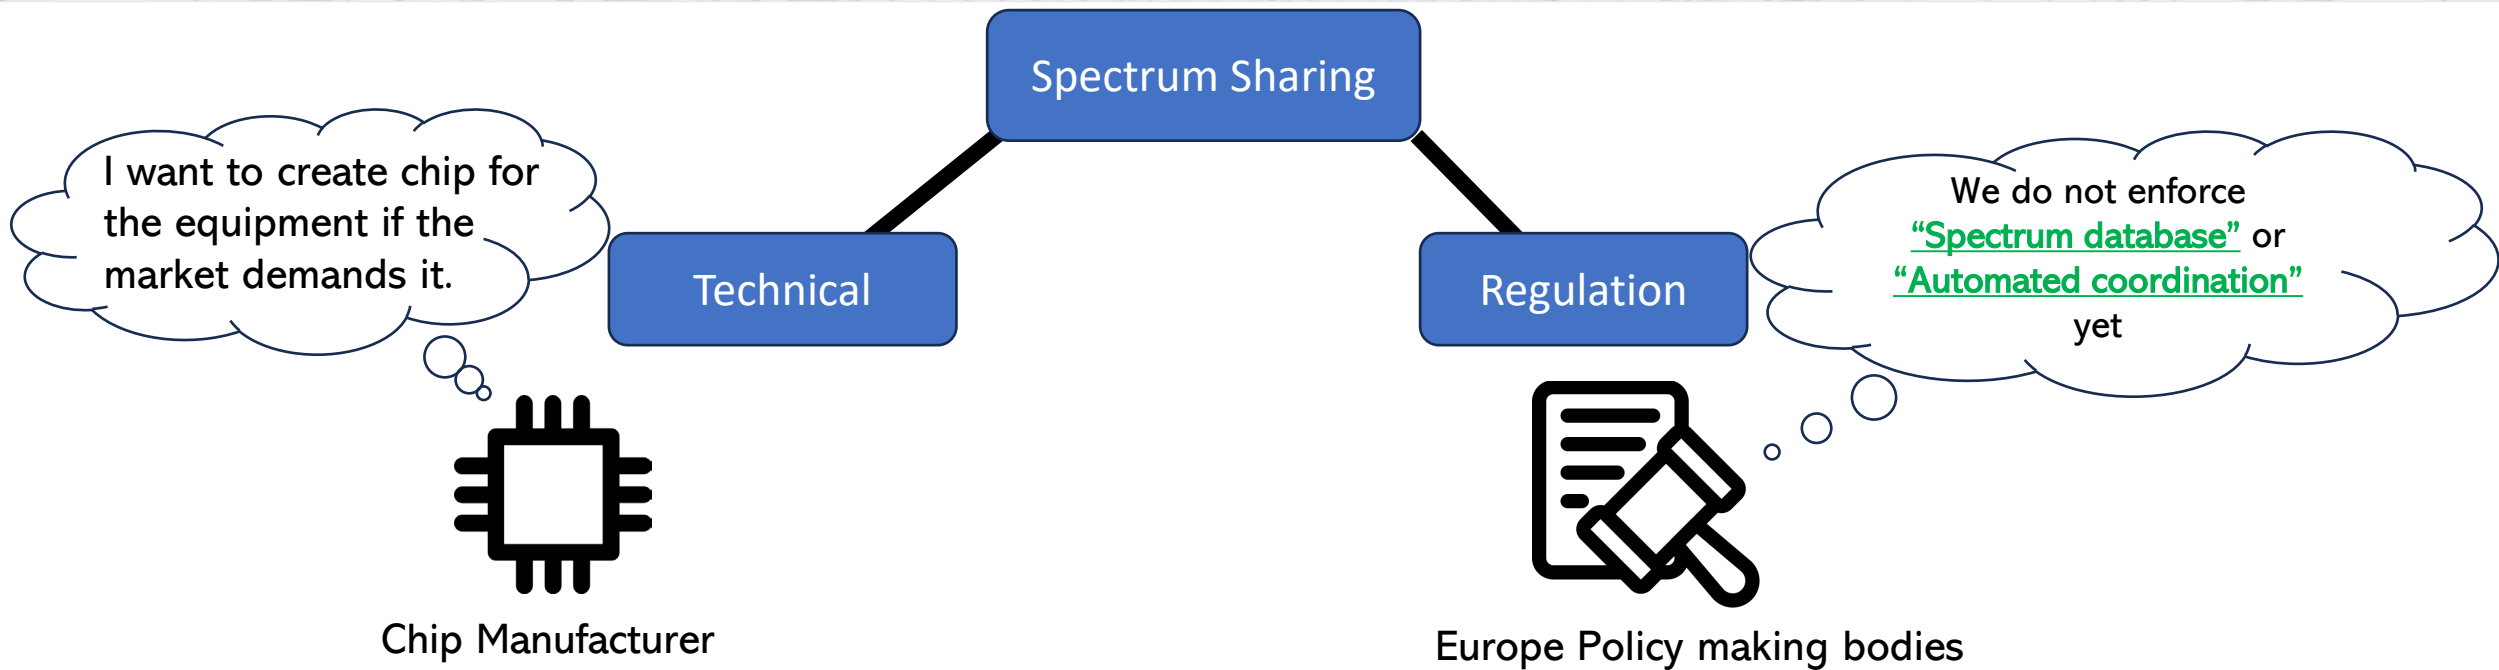 Spectrum Sharing
I want to create chip for
the equipment if the
market demands it.
Technical
Regulation
We do not enforce
“Spectrum database” or
“Automated coordination”
yet
Chip Manufacturer
Europe Policy making bodies